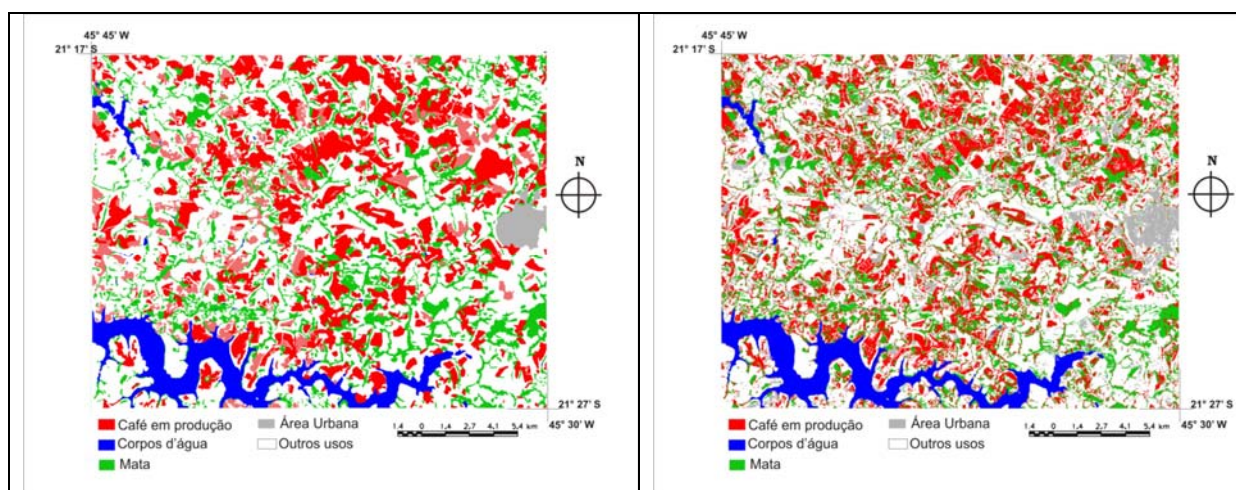 45° 45' W
21° 17' S
N
21° 27' S
45° 30' W
Café em produção
Área Urbana
Corpos d'água
Outros usos
Mata
1.4 0 1.4 2.7 4.1 5.4 km
45° 45' W
21° 17' S
N
21° 27' S
45° 30' W
Café em produção
Área Urbana
Corpos d'água
Outros usos
Mata
1.4 0 1.4 2.7 4.1 5.4 km